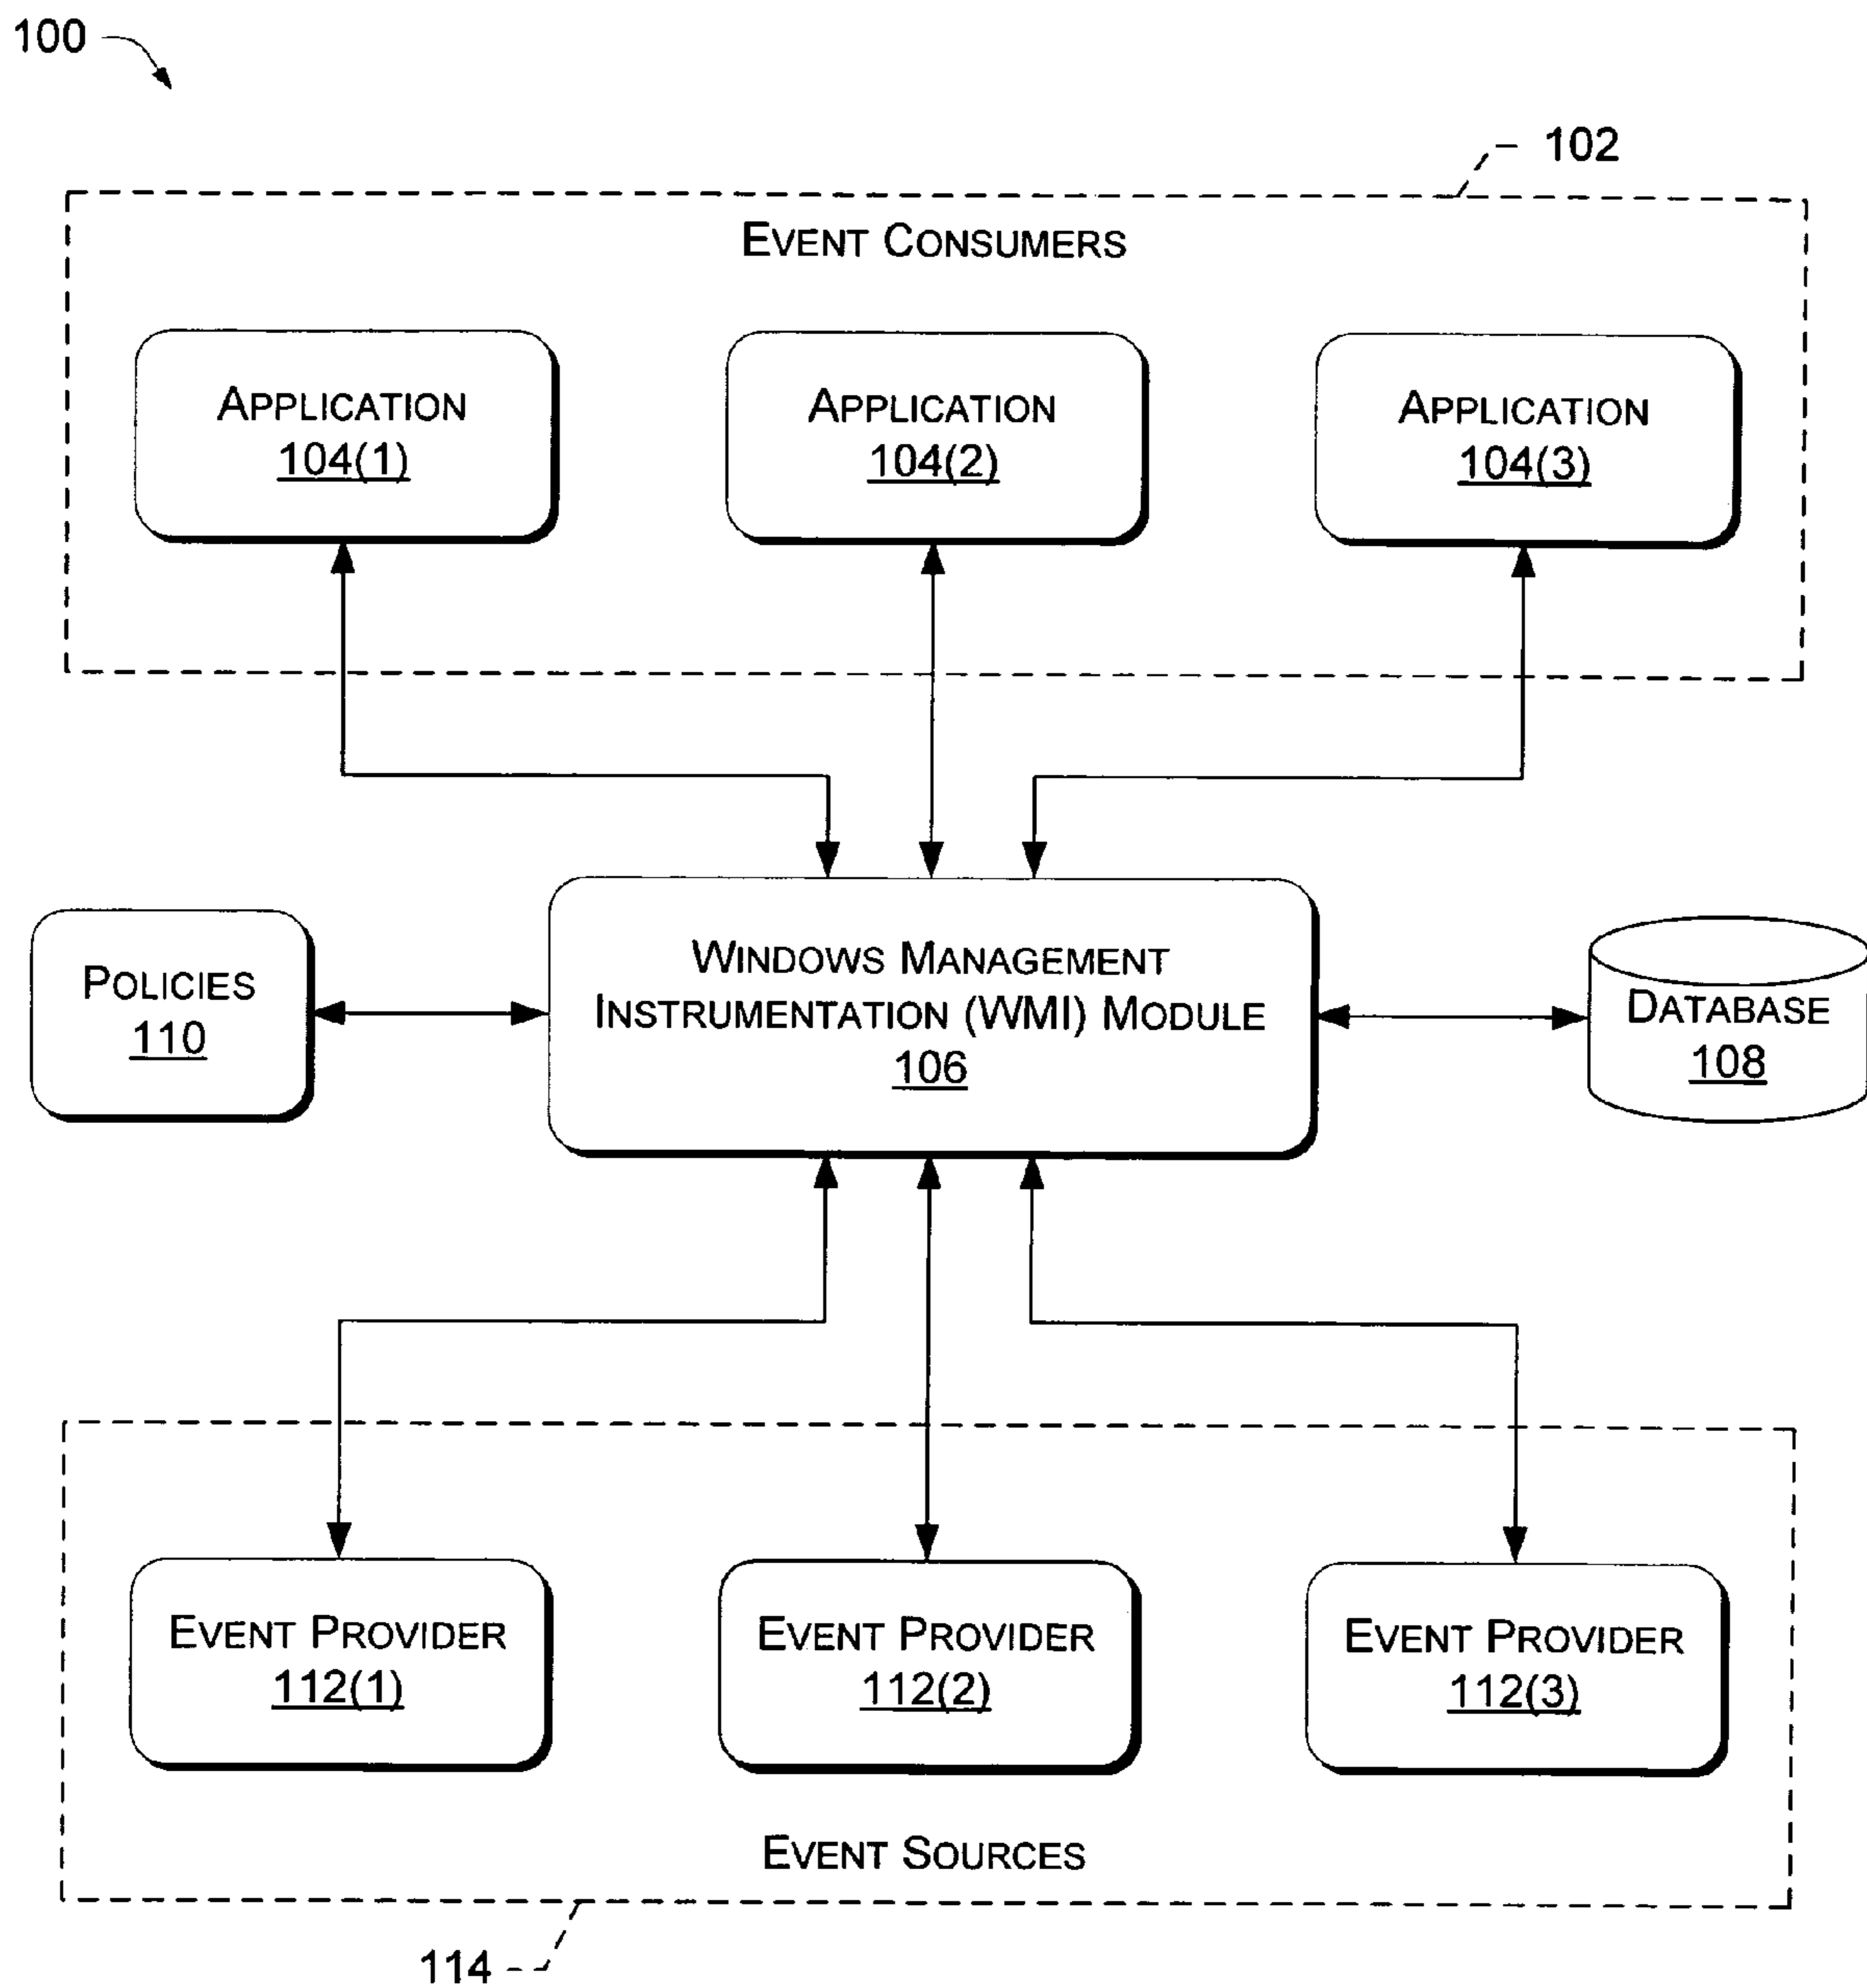 100
102
EVENT CONSUMERS
APPLICATION
104(1)
APPLICATION
104(2)
APPLICATION
104(3)
POLICIES
110
WINDOWS MANAGEMENT
INSTRUMENTATION (WMI) MODULE
106
DATABASE
108
EVENT PROVIDER
112(1)
EVENT PROVIDER
112(2)
EVENT PROVIDER
112(3)
EVENT SOURCES
114